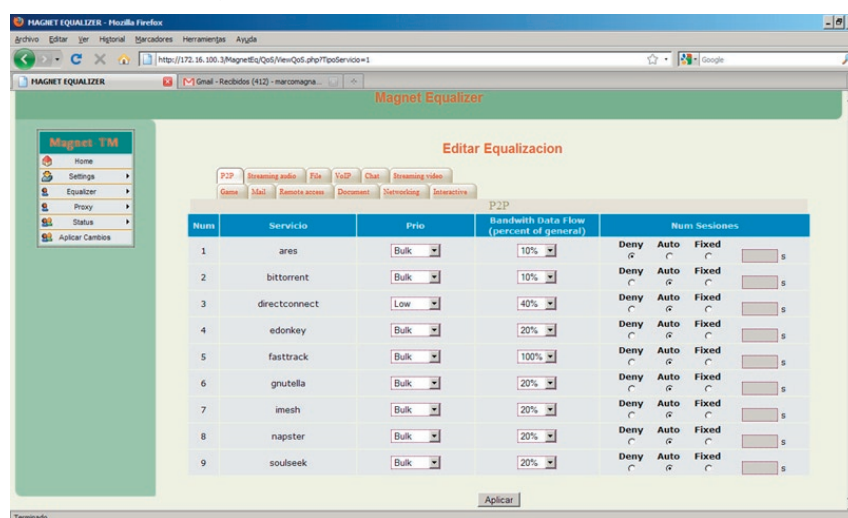 MAGNET EQUALIZER - Mozilla Firefox
Archivo Editar Ver Historial Marcadores Herramientas Ayuda
http://172.16.100.3/MagnetEq/QoS/ViewQoS.php?TipoServicio=1
Google
MAGNET EQUALIZER
Gmail - Recibidos (412) - marcomagna...
Magnet Equalizer
Magnet TM
Home
Settings
Equalizer
Proxy
Status
Aplicar Cambios
Editar Equalizacion
P2P Streaming audio File VoIP Chat Streaming video
Game Mail Remote access Document Networking Interactive
P2P
Num Servicio Prio Bandwith Data Flow (percent of general) Num Sesiones
1 ares Bulk 10% Deny Auto Fixed s
2 bittorrent Bulk 10% Deny Auto Fixed s
3 directconnect Low 40% Deny Auto Fixed s
4 edonkey Bulk 20% Deny Auto Fixed s
5 fasttrack Bulk 100% Deny Auto Fixed s
6 gnutella Bulk 20% Deny Auto Fixed s
7 imesh Bulk 20% Deny Auto Fixed s
8 napster Bulk 20% Deny Auto Fixed s
9 soulseek Bulk 20% Deny Auto Fixed s
Aplicar
Terminado